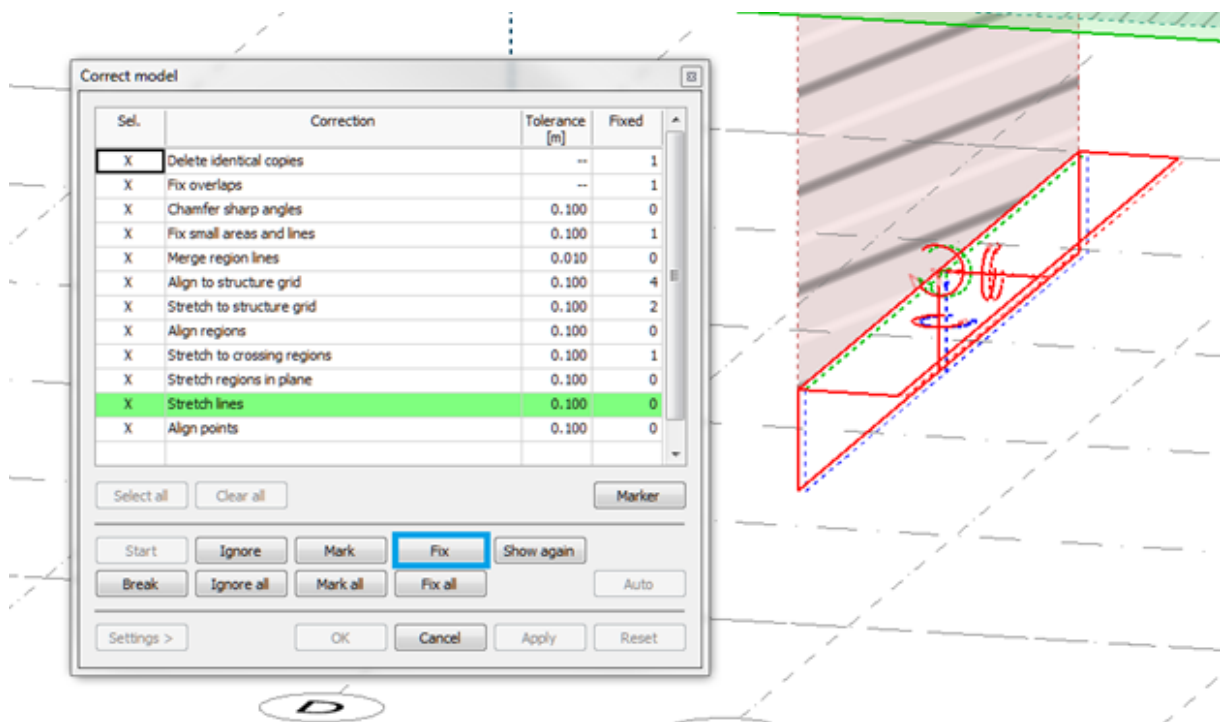 Correct model
Sel. Correction Tolerance [m] Fixed
X Delete identical copies -- 1
X Fix overlaps -- 1
X Chamfer sharp angles 0.100 0
X Fix small areas and lines 0.100 1
X Merge region lines 0.010 0
X Align to structure grid 0.100 4
X Stretch to structure grid 0.100 2
X Align regions 0.100 0
X Stretch to crossing regions 0.100 1
X Stretch regions in plane 0.100 0
X Stretch lines 0.100 0
X Align points 0.100 0
Select all Clear all Marker
Start Ignore Mark Fix Show again
Break Ignore all Mark all Fix all Auto
Settings > OK Cancel Apply Reset
D